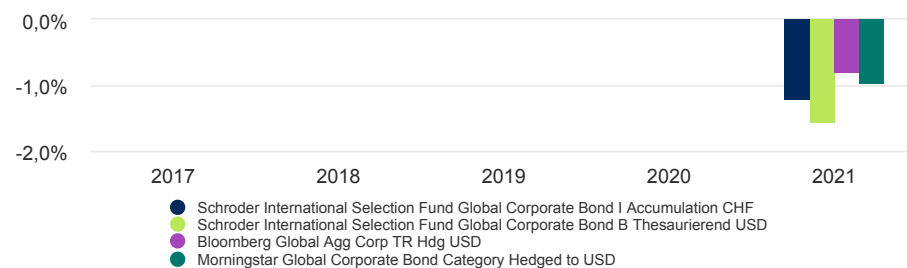 0,0%
-1,0%
-2,0%
2017 2018 2019 2020 2021
Schroder International Selection Fund Global Corporate Bond I Accumulation CHF
Schroder International Selection Fund Global Corporate Bond B Thesaurierend USD
Bloomberg Global Agg Corp TR Hdg USD
Morningstar Global Corporate Bond Category Hedged to USD